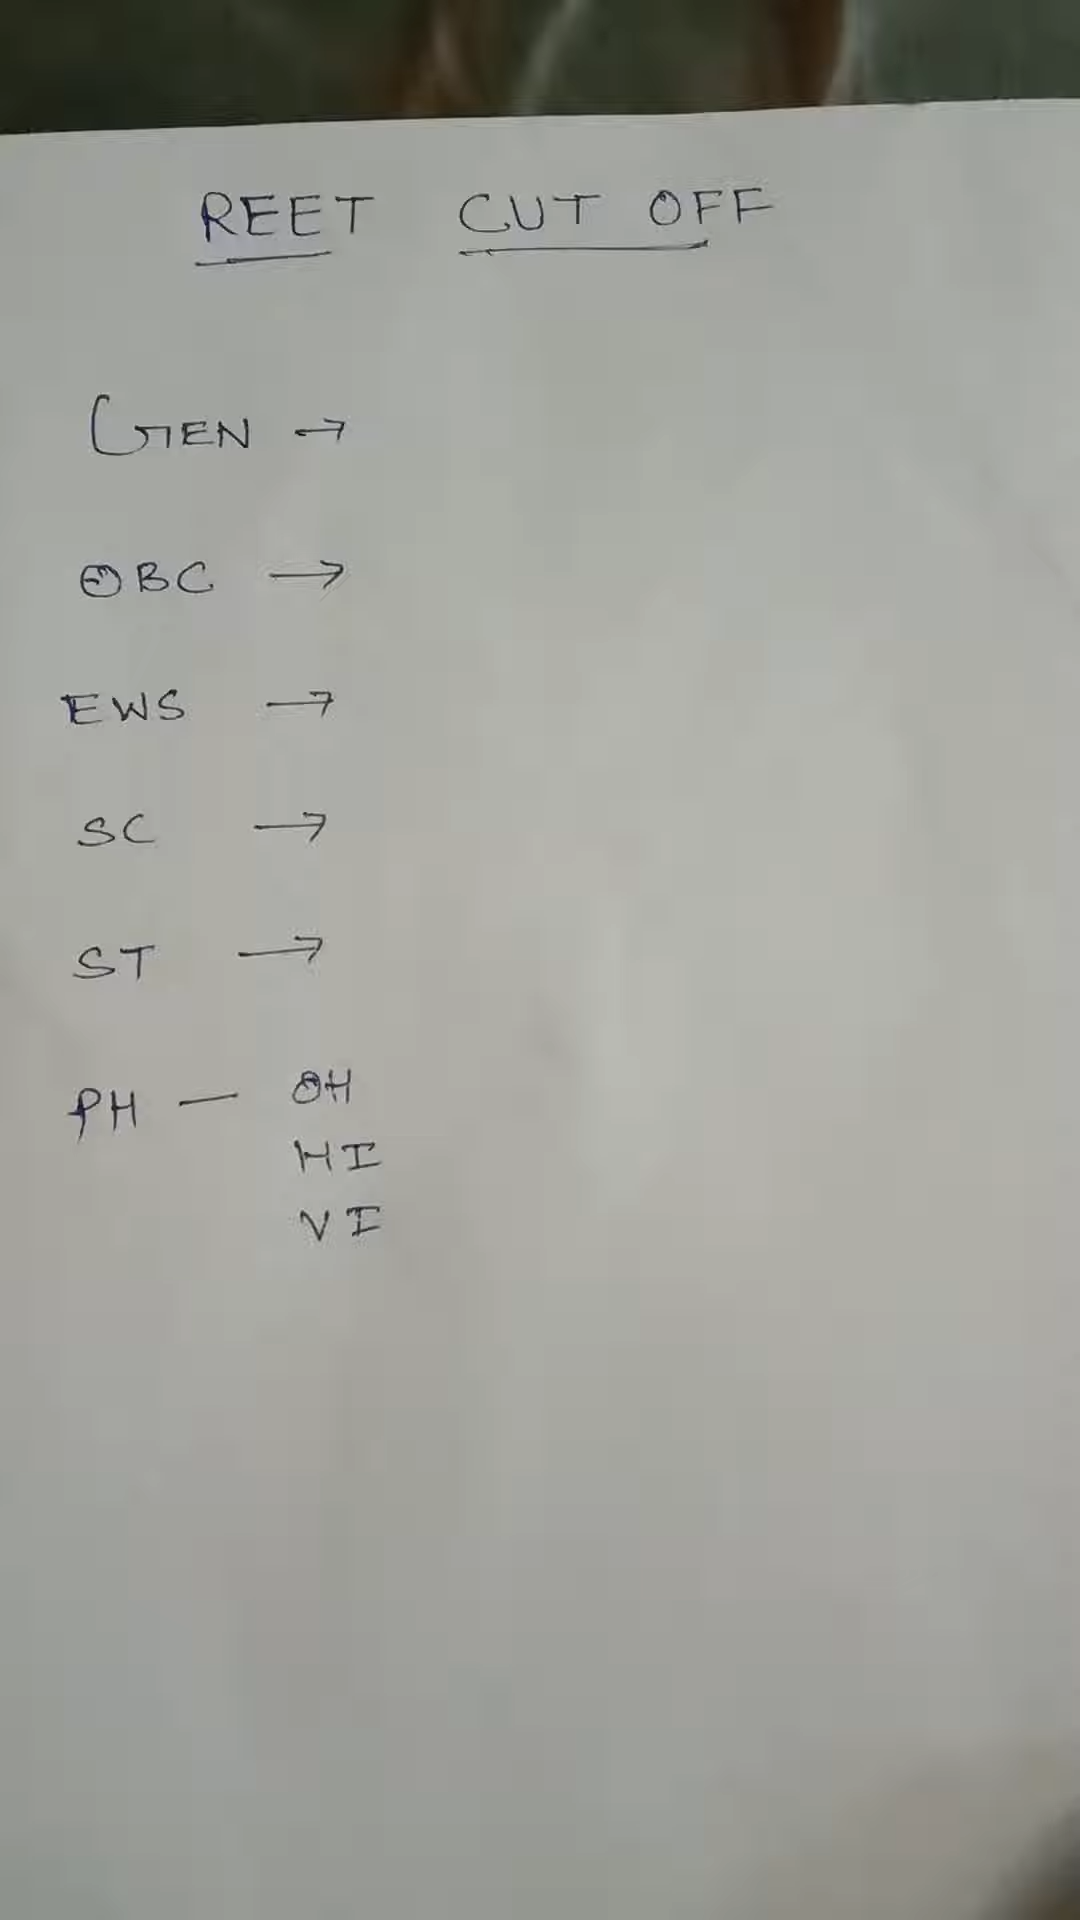 REET CUT OFF
GEN →
OBC →
EWS →
SC →
ST →
PH — OH
HI
VI